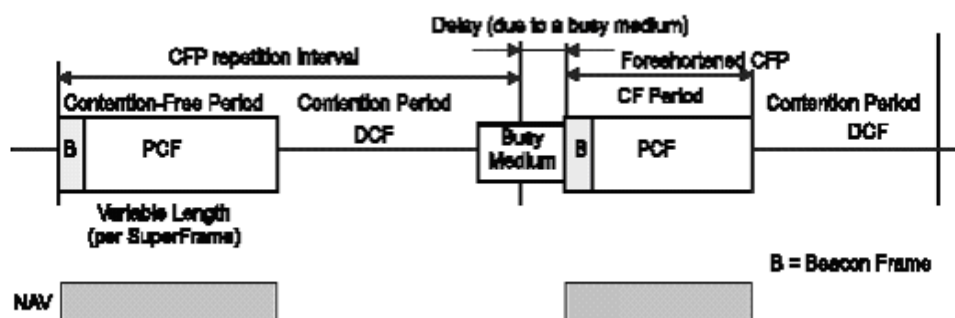 Delay (due to a busy medium)
CFP repetition interval
Foreshortened CFP
Contention-Free Period
Contention Period
CF Period
Contention Period
B
PCF
DCF
Busy
Medium
B
PCF
DCF
Variable Length
(per SuperFrame)
B = Beacon Frame
NAV